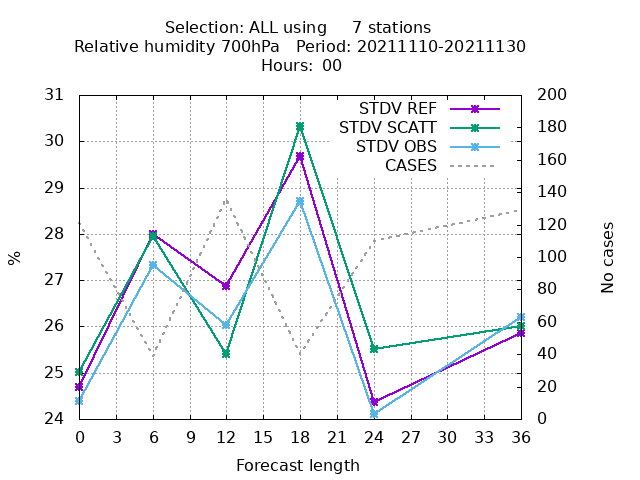 Selection: ALL using     7 stations
Relative humidity 700hPa   Period: 20211110-20211130
Hours: 00
31
30
29
28
27
26
25
24
%
200
180
160
140
120
100
80
60
40
20
0
No cases
STDV REF
STDV SCATT
STDV OBS
CASES
0 3 6 9 12 15 18 21 24 27 30 33 36
Forecast length